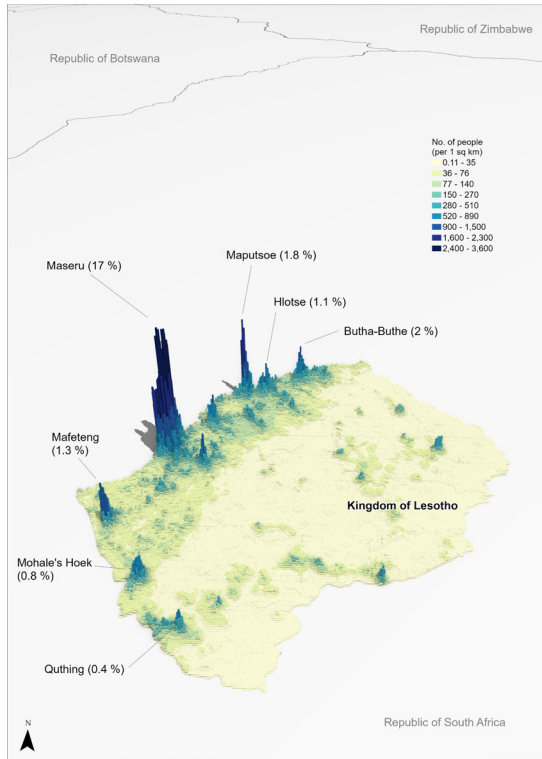 Republic of Zimbabwe
Republic of Botswana
No. of people
(per 1 sq km)
0.11 - 35
36 - 76
77 - 140
150 - 270
280 - 510
520 - 890
900 - 1,500
1,600 - 2,300
2,400 - 3,600
Maseru (17 %)
Maputsoe (1.8 %)
Hlotse (1.1 %)
Butha-Buthe (2 %)
Mafeteng
(1.3 %)
Kingdom of Lesotho
Mohale's Hoek
(0.8 %)
Quthing (0.4 %)
N
Republic of South Africa